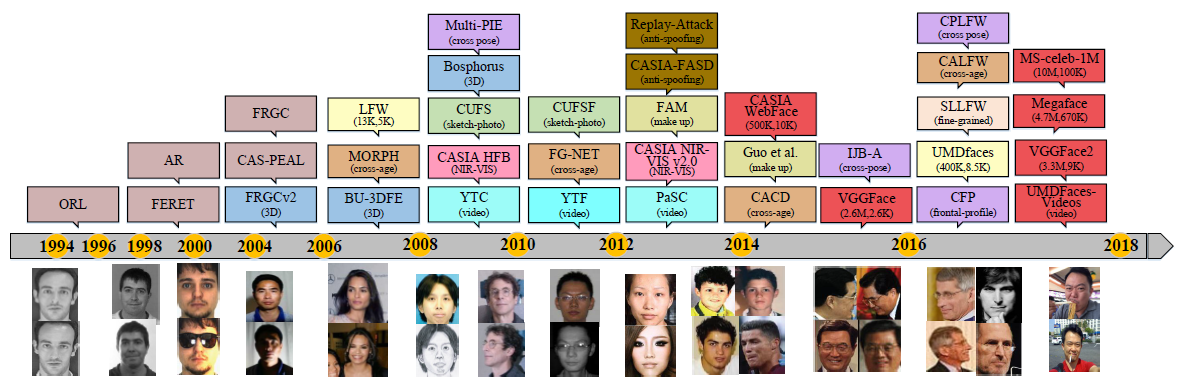 Multi-PIE
(cross pose)
Replay-Attack
(anti-spoofing)
CPLFW
(cross pose)
Bosphorus
(3D)
CASIA-FASD
(anti-spoofing)
CALFW
(cross-age)
MS-celeb-1M
(10M,100K)
FRGC
LFW
(13K,5K)
CUFS
(sketch-photo)
CUFSF
(sketch-photo)
FAM
(make up)
CASIA
WebFace
(500K,10K)
SLLFW
(fine-grained)
Megaface
(4.7M,670K)
AR
CAS-PEAL
MORPH
(cross-age)
CASIA HFB
(NIR-VIS)
FG-NET
(cross-age)
CASIA NIR-
VIS v2.0
(NIR-VIS)
Guo et al.
(make up)
IJB-A
(cross-pose)
UMDfaces
(400K,8.5K)
VGGFace2
(3.3M,9K)
ORL
FERET
FRGCv2
(3D)
BU-3DFE
(3D)
YTC
(video)
YTF
(video)
PaSC
(video)
CACD
(cross-age)
VGGFace
(2.6M,2.6K)
CFP
(frontal-profile)
UMDFaces-
Videos
(video)
1994 1996 1998 2000 2004 2006 2008 2010 2012 2014 2016 2018